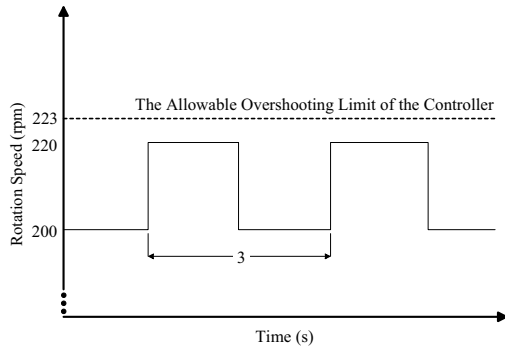 The Allowable Overshooting Limit of the Controller
223
220
200
Rotation Speed (rpm)
3
Time (s)